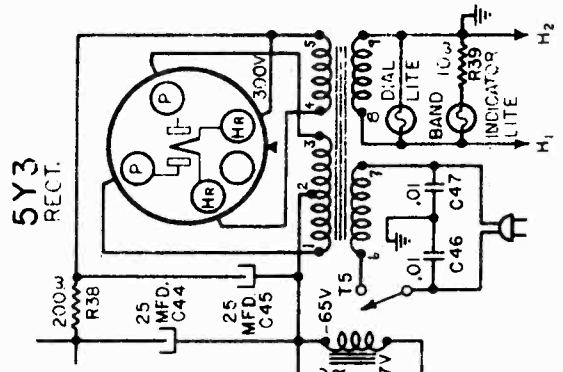 5Y3
RECT.
P
P
HR
HR
300V
5
4
3
2
1
9
8
7
6
DIAL
LITE
BAND
INDICATOR
LITE
10ω
R39
H2
H1
.01
C47
.01
C46
T5
200ω
R38
25
MFD.
C44
25
MFD.
C45
-65V
7V